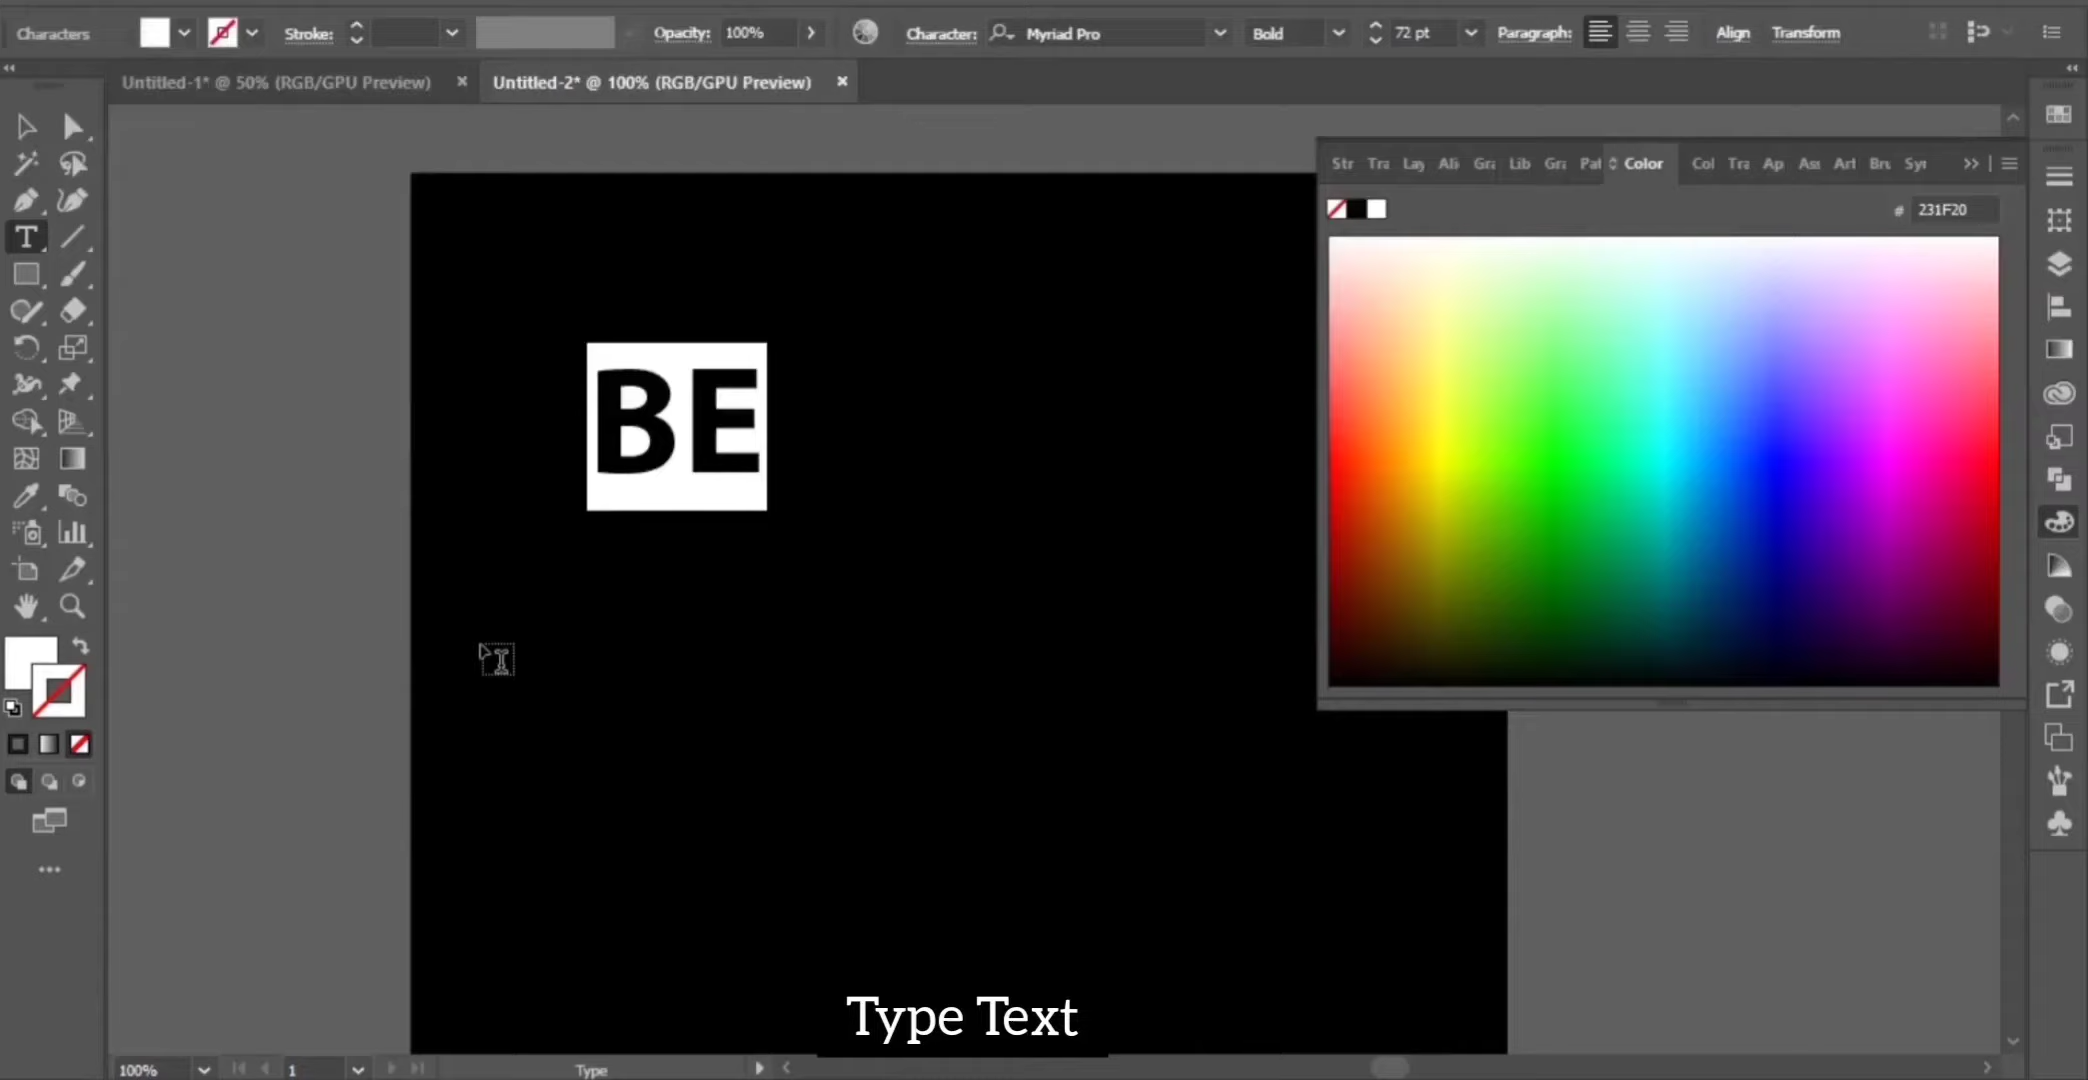 Characters Stroke: Opacity: 100% Character: Myriad Pro Bold 72 pt Paragraph: Align Transform
Untitled-1* @ 50% (RGB/GPU Preview) Untitled-2* @ 100% (RGB/GPU Preview)
Str Tra Lay Ali Gra Lib Gra Pat Color Col Tra Ap Ass Art Bru Syr
# 231F20
BE
Type Text
100% 1 Type